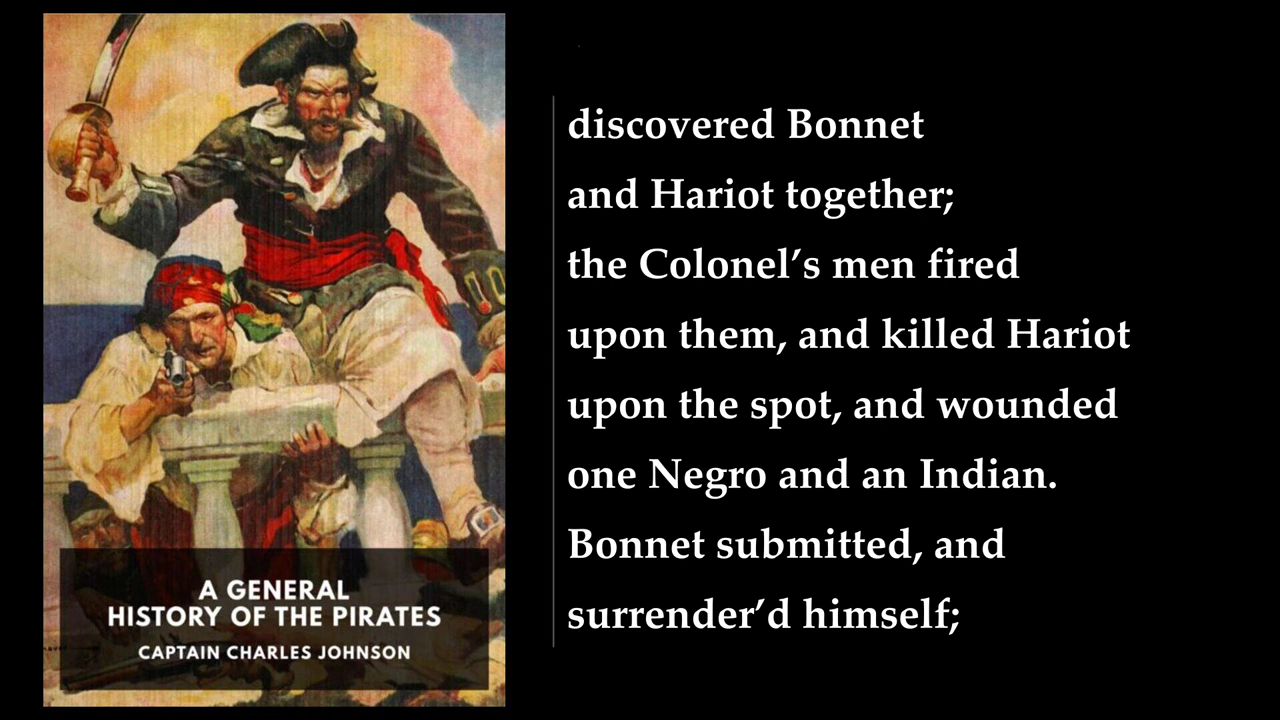 A GENERAL
HISTORY OF THE PIRATES
CAPTAIN CHARLES JOHNSON
discovered Bonnet
and Hariot together;
the Colonel’s men fired
upon them, and killed Hariot
upon the spot, and wounded
one Negro and an Indian.
Bonnet submitted, and
surrender’d himself;